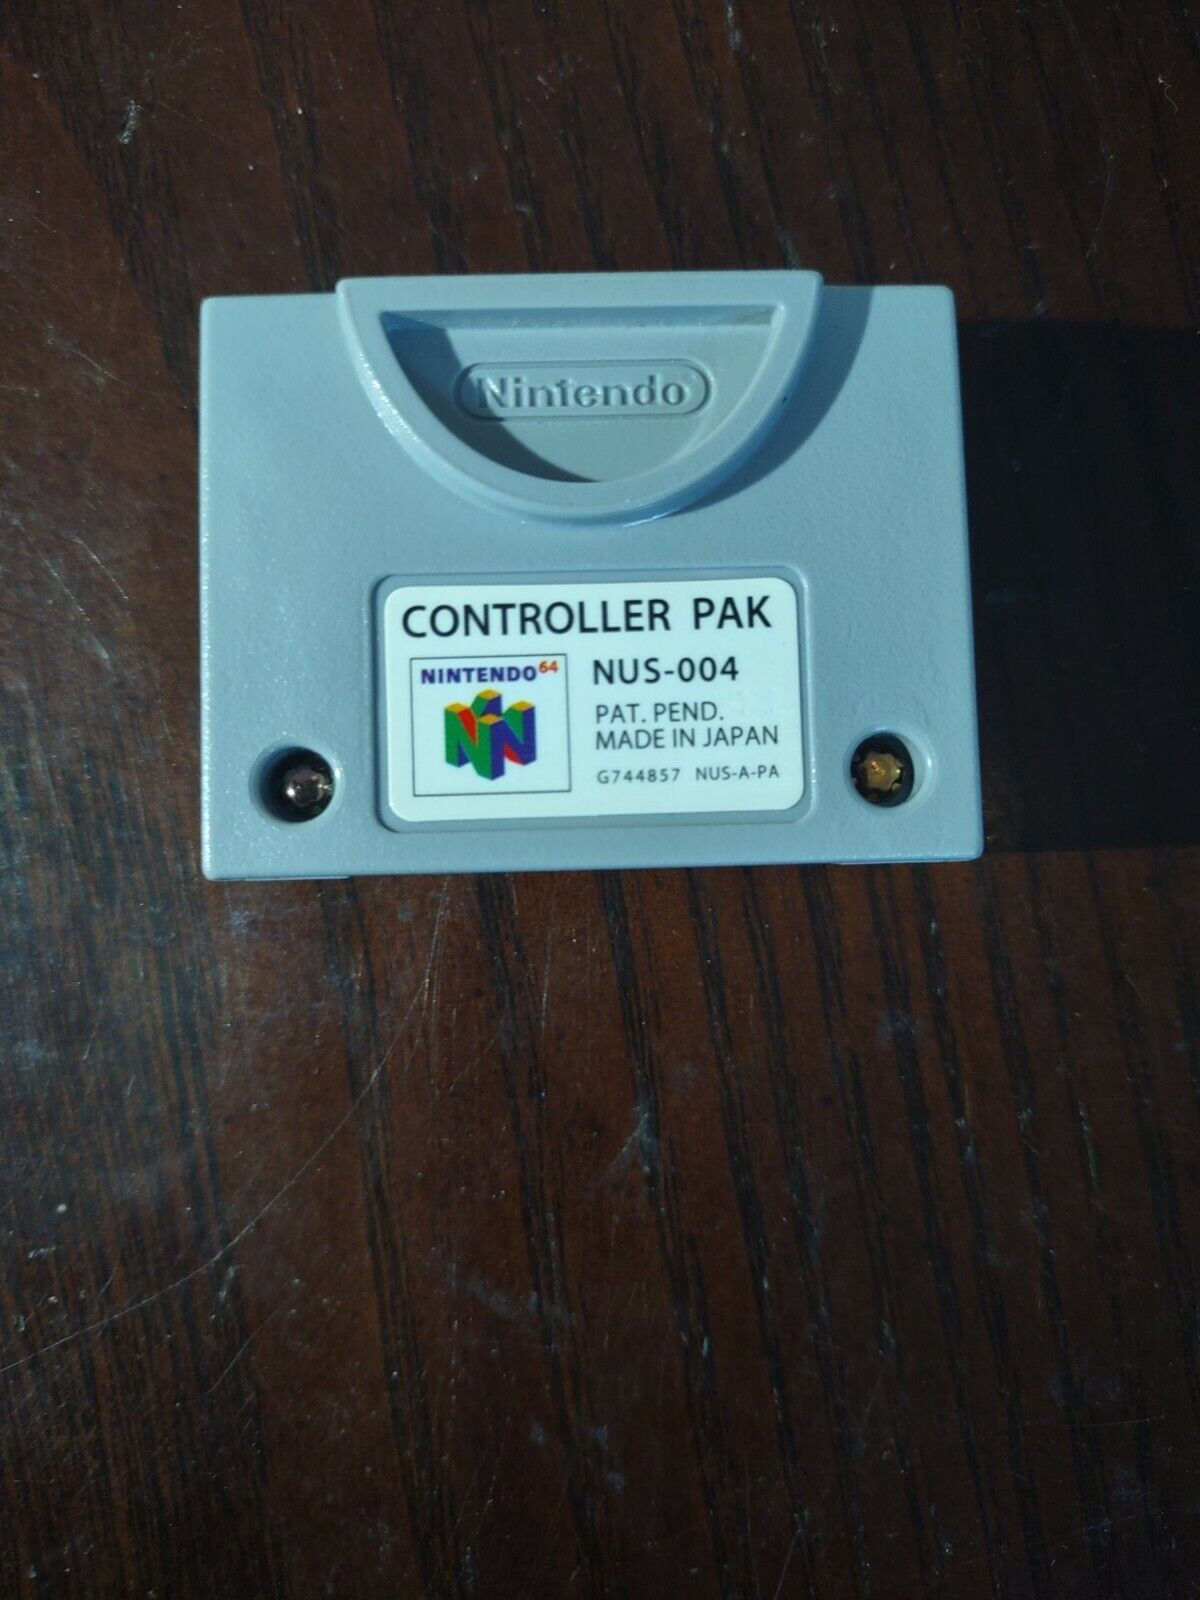 Nintendo
CONTROLLER PAK
NINTENDO64
NUS-004
PAT. PEND.
MADE IN JAPAN
G744857 NUS-A-PA